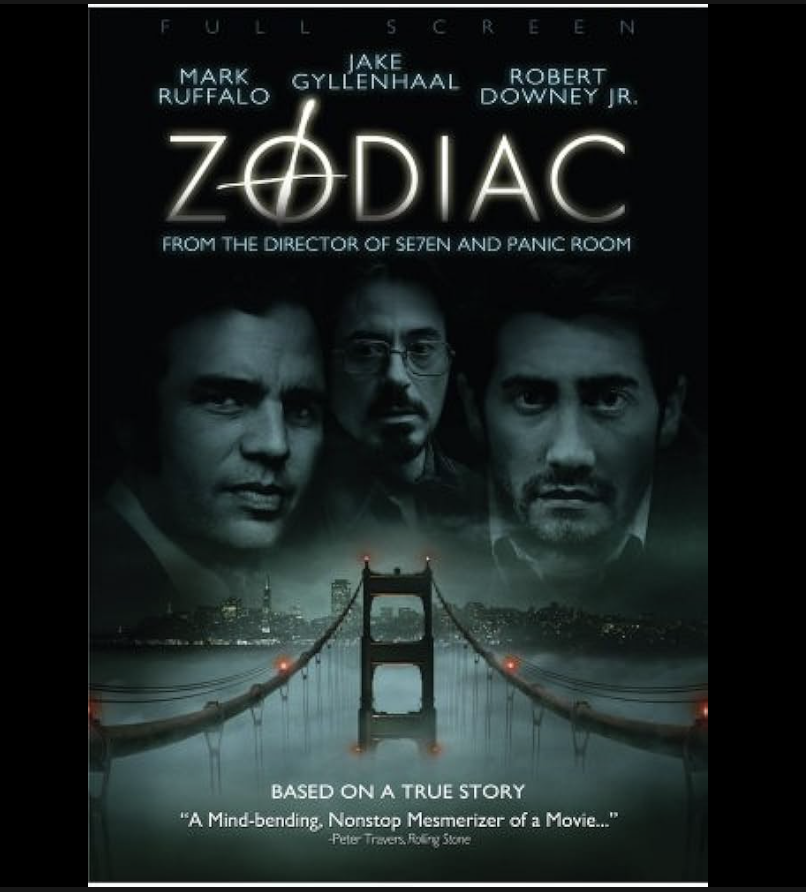 FULL SCREEN
JAKE
MARK GYLLENHAAL ROBERT
RUFFALO DOWNEY JR.
ZODIAC
FROM THE DIRECTOR OF SE7EN AND PANIC ROOM
BASED ON A TRUE STORY
“A Mind-bending, Nonstop Mesmerizer of a Movie...”
-Peter Travers, Rolling Stone